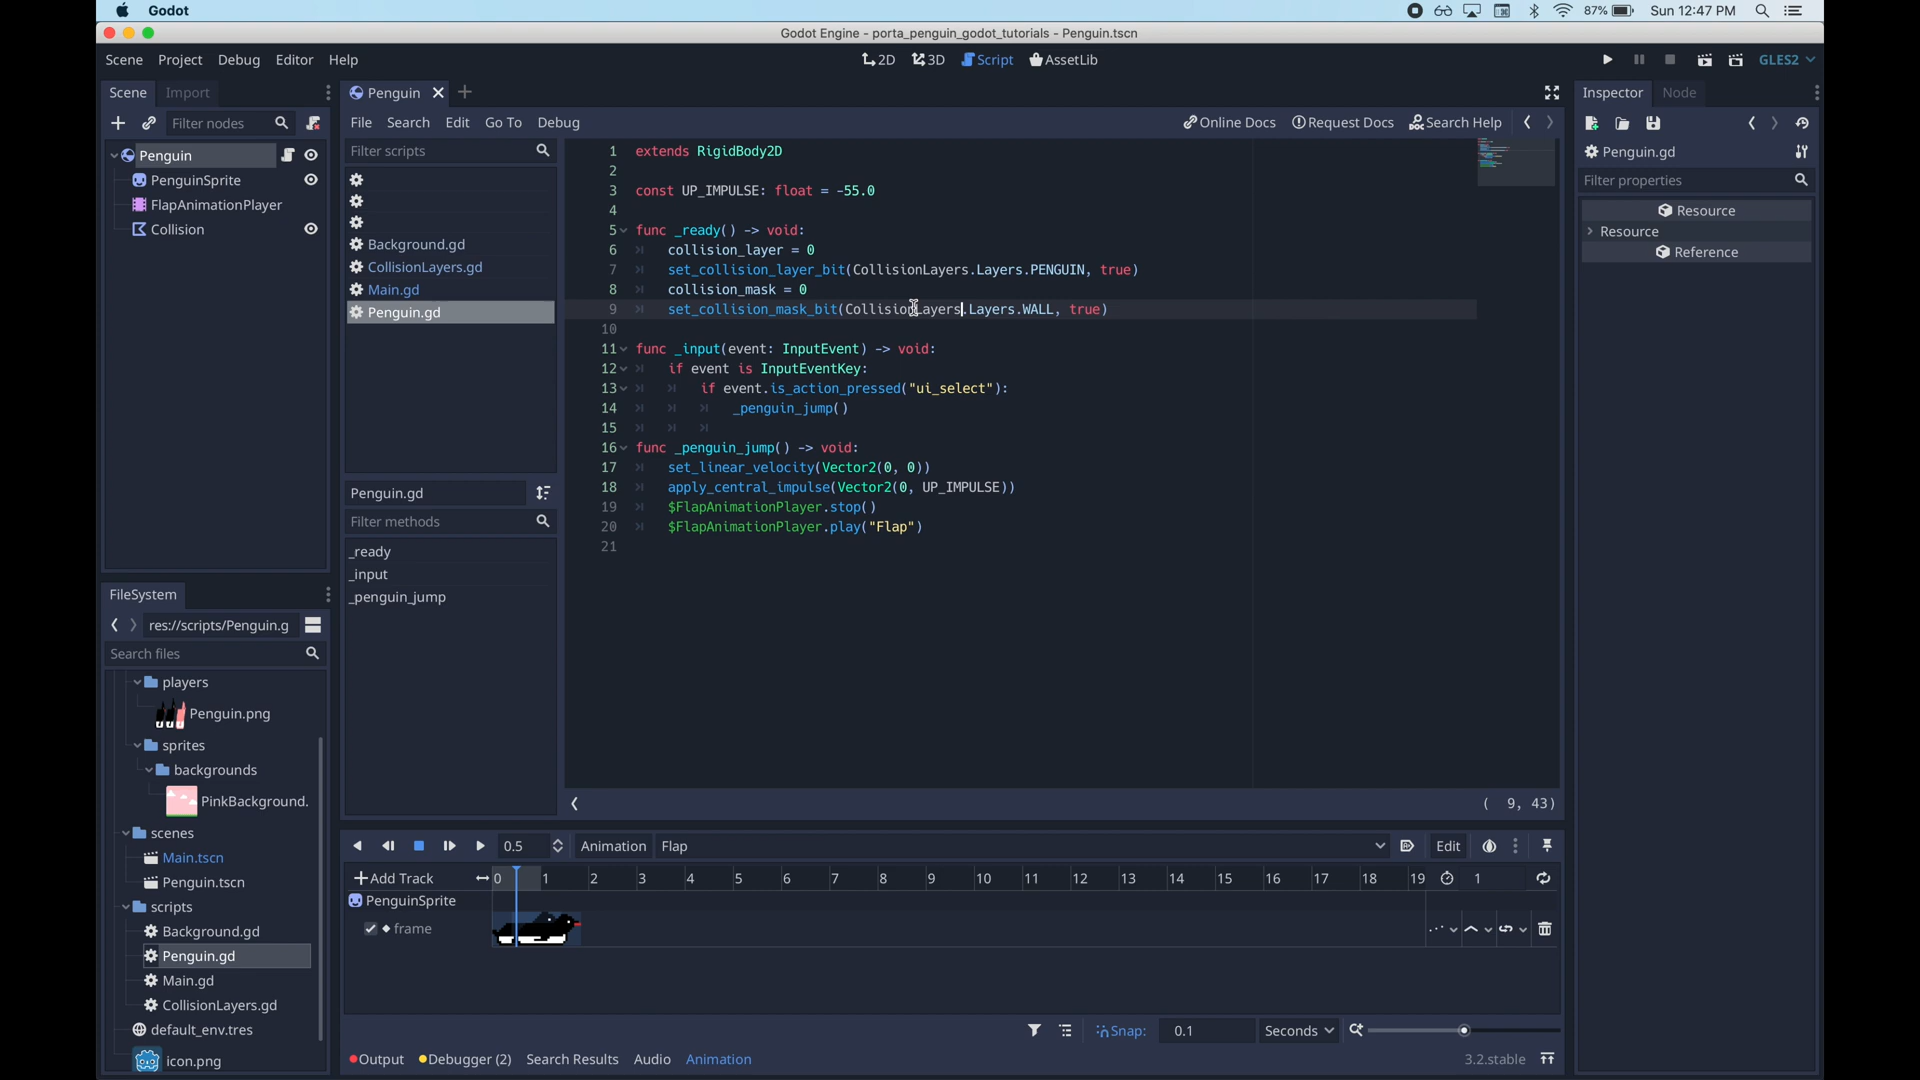 Godot
87%
Sun 12:47 PM
Godot Engine - porta_penguin_godot_tutorials - Penguin.tscn
Scene Project Debug Editor Help
2D 3D Script AssetLib
GLES2
Scene Import
Penguin
Inspector Node
Filter nodes
File Search Edit Go To Debug
Online Docs Request Docs Search Help
Penguin
PenguinSprite
FlapAnimationPlayer
Collision
Filter scripts
Background.gd
CollisionLayers.gd
Main.gd
Penguin.gd
Penguin.gd
Filter methods
_ready
_input
_penguin_jump
1 extends RigidBody2D
2
3 const UP_IMPULSE: float = -55.0
4
5 func _ready() -> void:
6 collision_layer = 0
7 set_collision_layer_bit(CollisionLayers.Layers.PENGUIN, true)
8 collision_mask = 0
9 set_collision_mask_bit(CollisionLayers.Layers.WALL, true)
10
11 func _input(event: InputEvent) -> void:
12 if event is InputEventKey:
13 if event.is_action_pressed("ui_select"):
14 _penguin_jump()
15
16 func _penguin_jump() -> void:
17 set_linear_velocity(Vector2(0, 0))
18 apply_central_impulse(Vector2(0, UP_IMPULSE))
19 $FlapAnimationPlayer.stop()
20 $FlapAnimationPlayer.play("Flap")
21
( 9, 43)
Penguin.gd
Filter properties
Resource
Resource
Reference
FileSystem
res://scripts/Penguin.g
Search files
players
Penguin.png
sprites
backgrounds
PinkBackground.
scenes
Main.tscn
Penguin.tscn
scripts
Background.gd
Penguin.gd
Main.gd
CollisionLayers.gd
default_env.tres
icon.png
0.5 Animation Flap Edit
Add Track 0 1 2 3 4 5 6 7 8 9 10 11 12 13 14 15 16 17 18 19 1
PenguinSprite
frame
Snap: 0.1 Seconds
Output Debugger (2) Search Results Audio Animation 3.2.stable